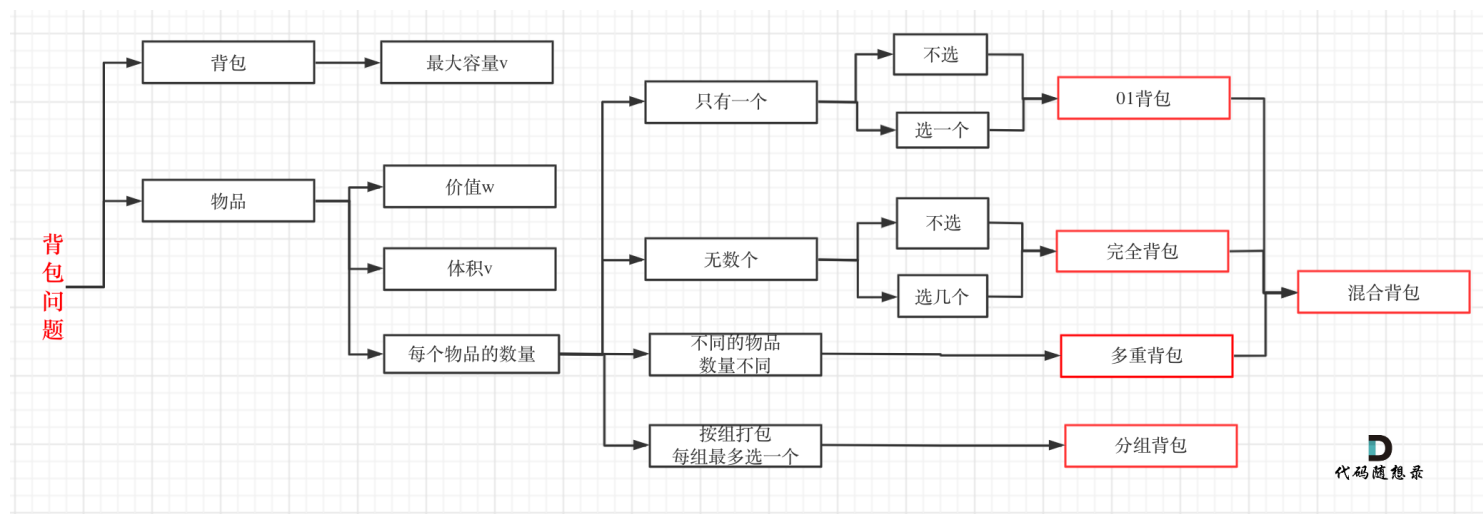 背包问题
背包
最大容量v
物品
价值w
体积v
每个物品的数量
只有一个
不选
选一个
01背包
无数个
不选
选几个
完全背包
不同的物品
数量不同
多重背包
混合背包
按组打包
每组最多选一个
分组背包
代码随想录